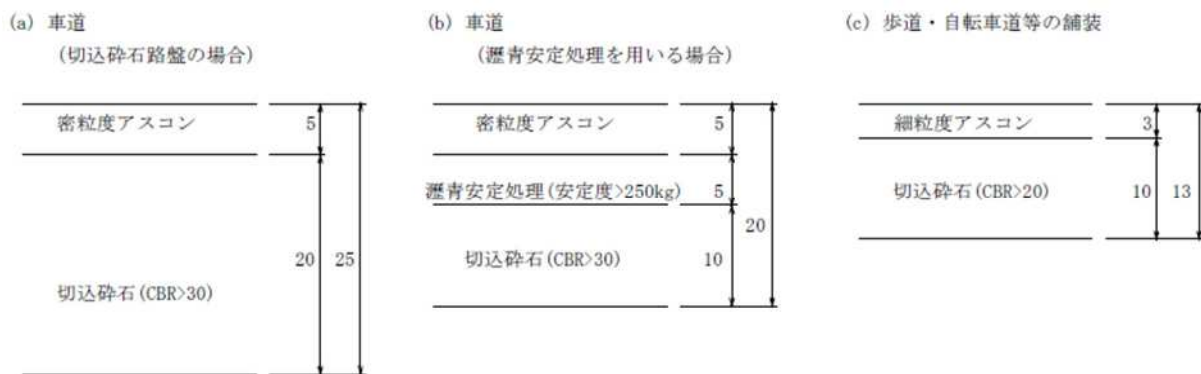 (a) 車道
(切込砕石路盤の場合)
密粒度アスコン 5
切込砕石(CBR>30) 20 25
(b) 車道
(瀝青安定処理を用いる場合)
密粒度アスコン 5
瀝青安定処理(安定度>250kg) 5
切込砕石(CBR>30) 10 20
(c) 歩道・自転車道等の舗装
細粒度アスコン 3
切込砕石(CBR>20) 10 13